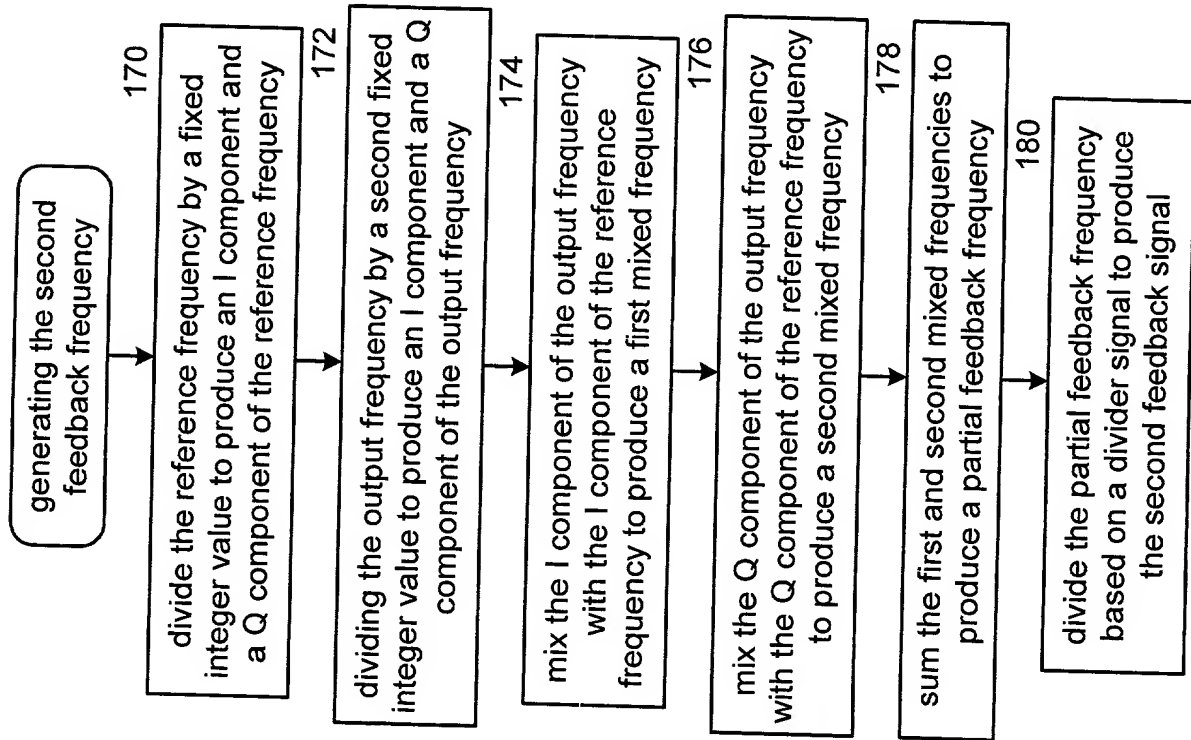 generating the second
feedback frequency
170
divide the reference frequency by a fixed
integer value to produce an I component and
a Q component of the reference frequency
172
dividing the output frequency by a second fixed
integer value to produce an I component and a Q
component of the output frequency
174
mix the I component of the output frequency
with the I component of the reference
frequency to produce a first mixed frequency
176
mix the Q component of the output frequency
with the Q component of the reference frequency
to produce a second mixed frequency
178
sum the first and second mixed frequencies to
produce a partial feedback frequency
180
divide the partial feedback frequency
based on a divider signal to produce
the second feedback signal